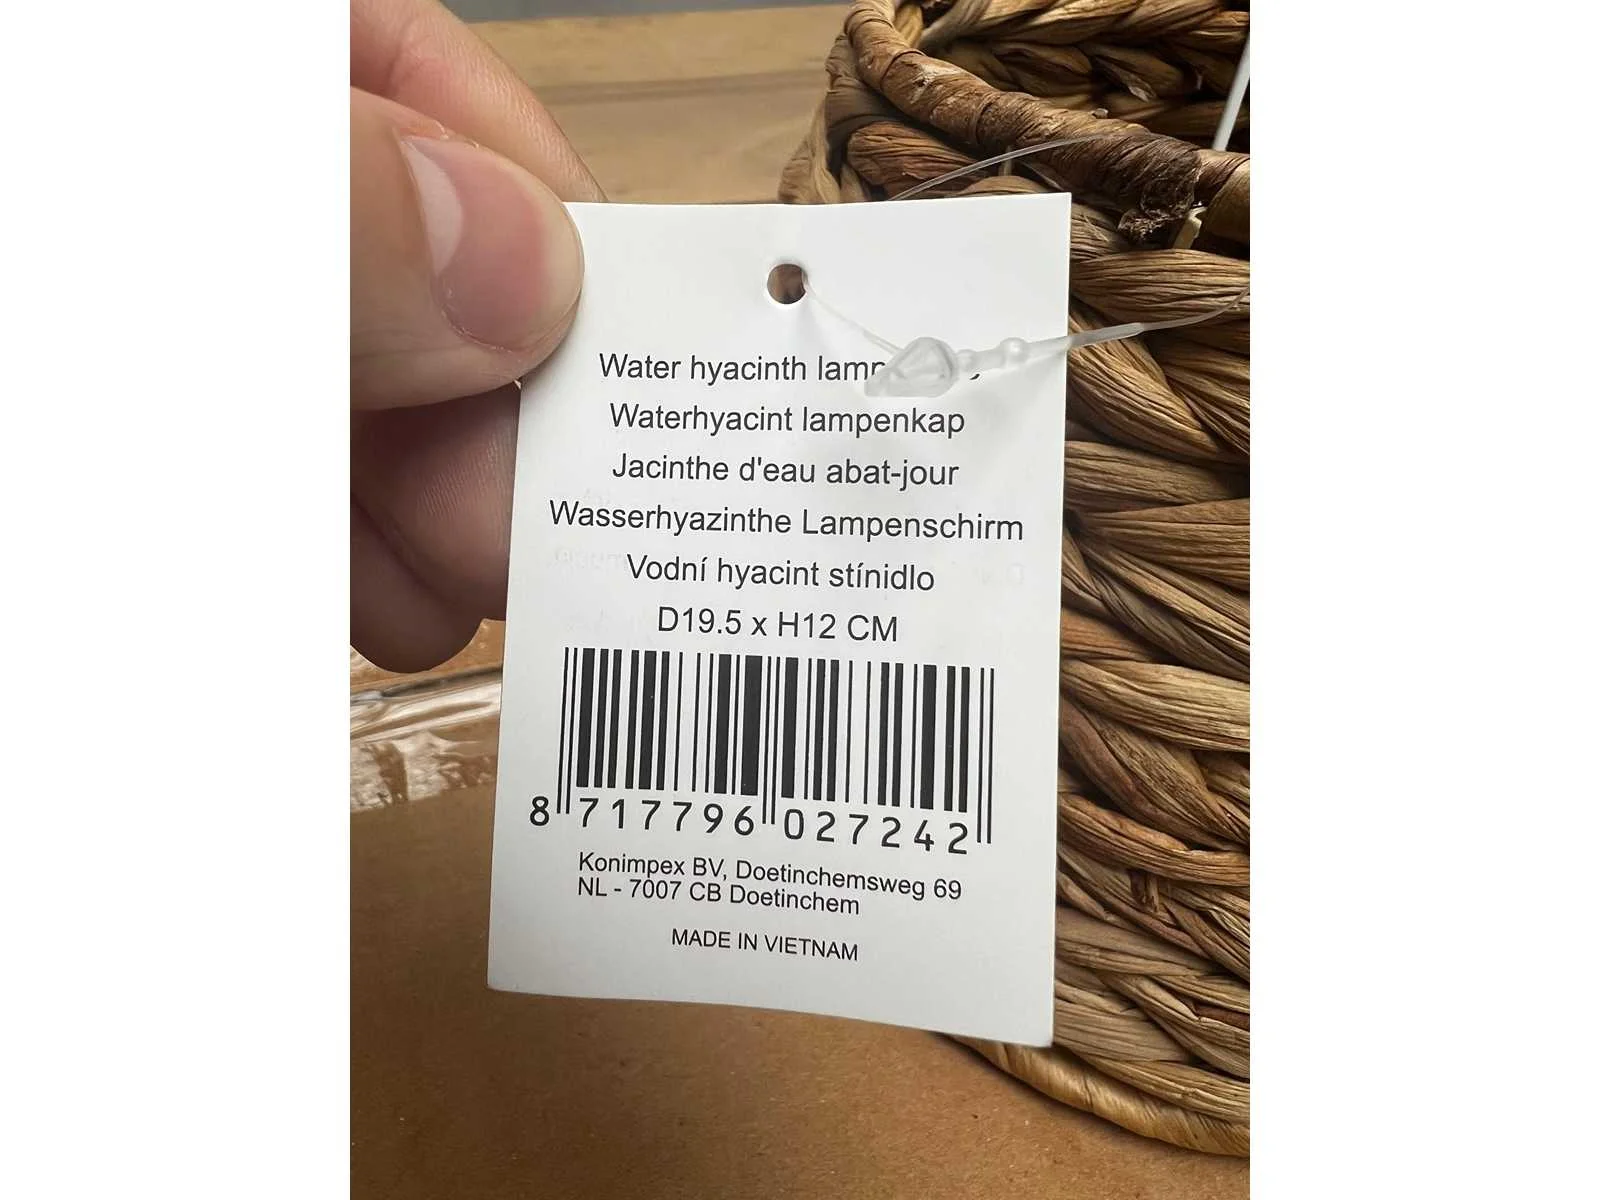 Water hyacinth
Waterhyacint lampenkap
Jacinthe d'eau abat-jour
Wasserhyazinthe Lampenschirm
Vodní hyacint stínidlo
D19.5 x H12 CM
8 717796 027242
Konimpex BV, Doetinchemsweg 69
NL - 7007 CB Doetinchem
MADE IN VIETNAM